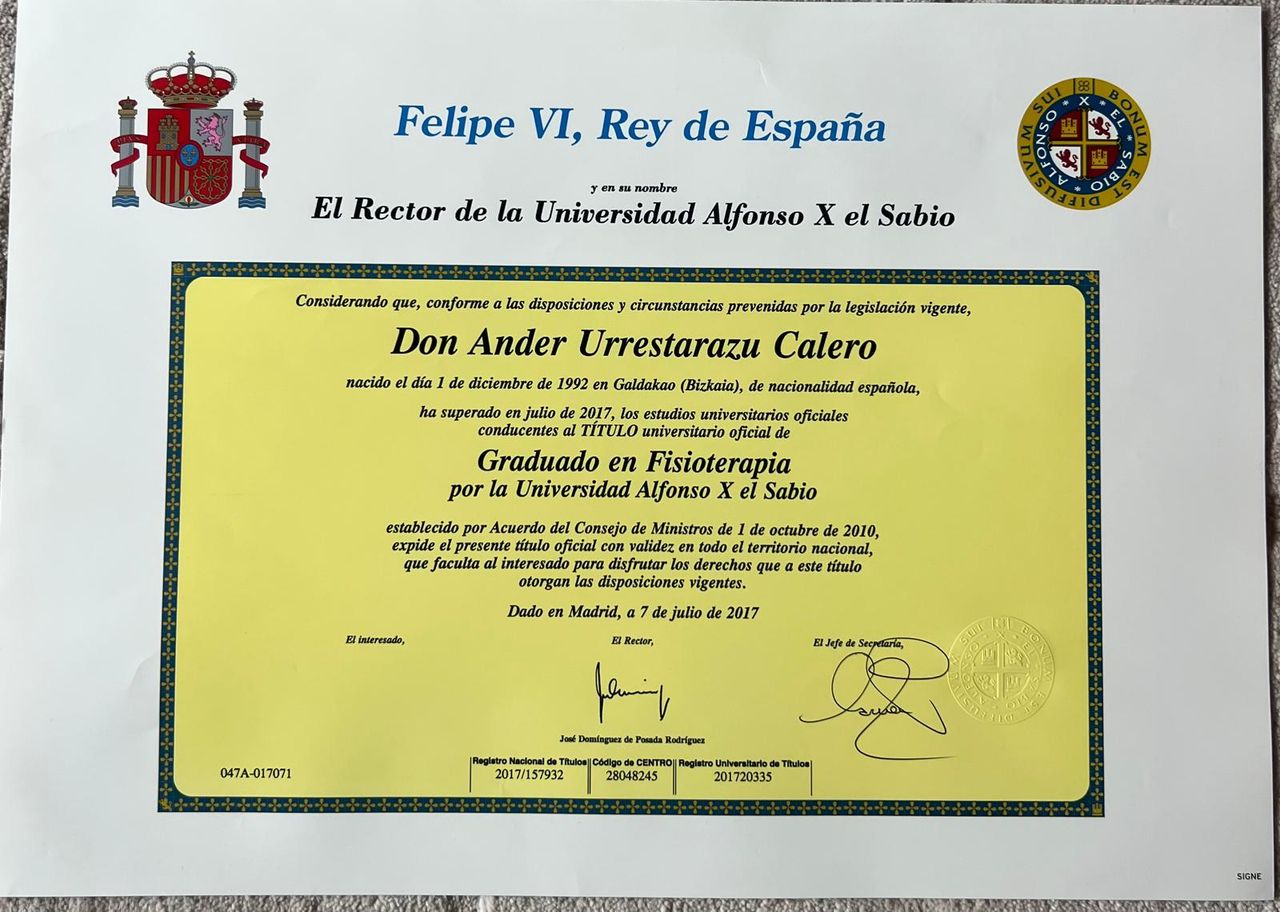 Felipe VI, Rey de España
y en su nombre
El Rector de la Universidad Alfonso X el Sabio
BONUM EST DIFFUSIVUM SUI
ALFONSO X EL SABIO
Considerando que, conforme a las disposiciones y circunstancias prevenidas por la legislación vigente,
Don Ander Urrestarazu Calero
nacido el día 1 de diciembre de 1992 en Galdakao (Bizkaia), de nacionalidad española,
ha superado en julio de 2017, los estudios universitarios oficiales
conducentes al TÍTULO universitario oficial de
Graduado en Fisioterapia
por la Universidad Alfonso X el Sabio
establecido por Acuerdo del Consejo de Ministros de 1 de octubre de 2010,
expide el presente título oficial con validez en todo el territorio nacional,
que faculta al interesado para disfrutar los derechos que a este título
otorgan las disposiciones vigentes.
Dado en Madrid, a 7 de julio de 2017
El interesado,
El Rector,
El Jefe de Secretaría,
José Domínguez de Posada Rodríguez
047A-017071
Registro Nacional de Títulos
2017/157932
Código de CENTRO
28048245
Registro Universitario de Títulos
201720335
SIGNE